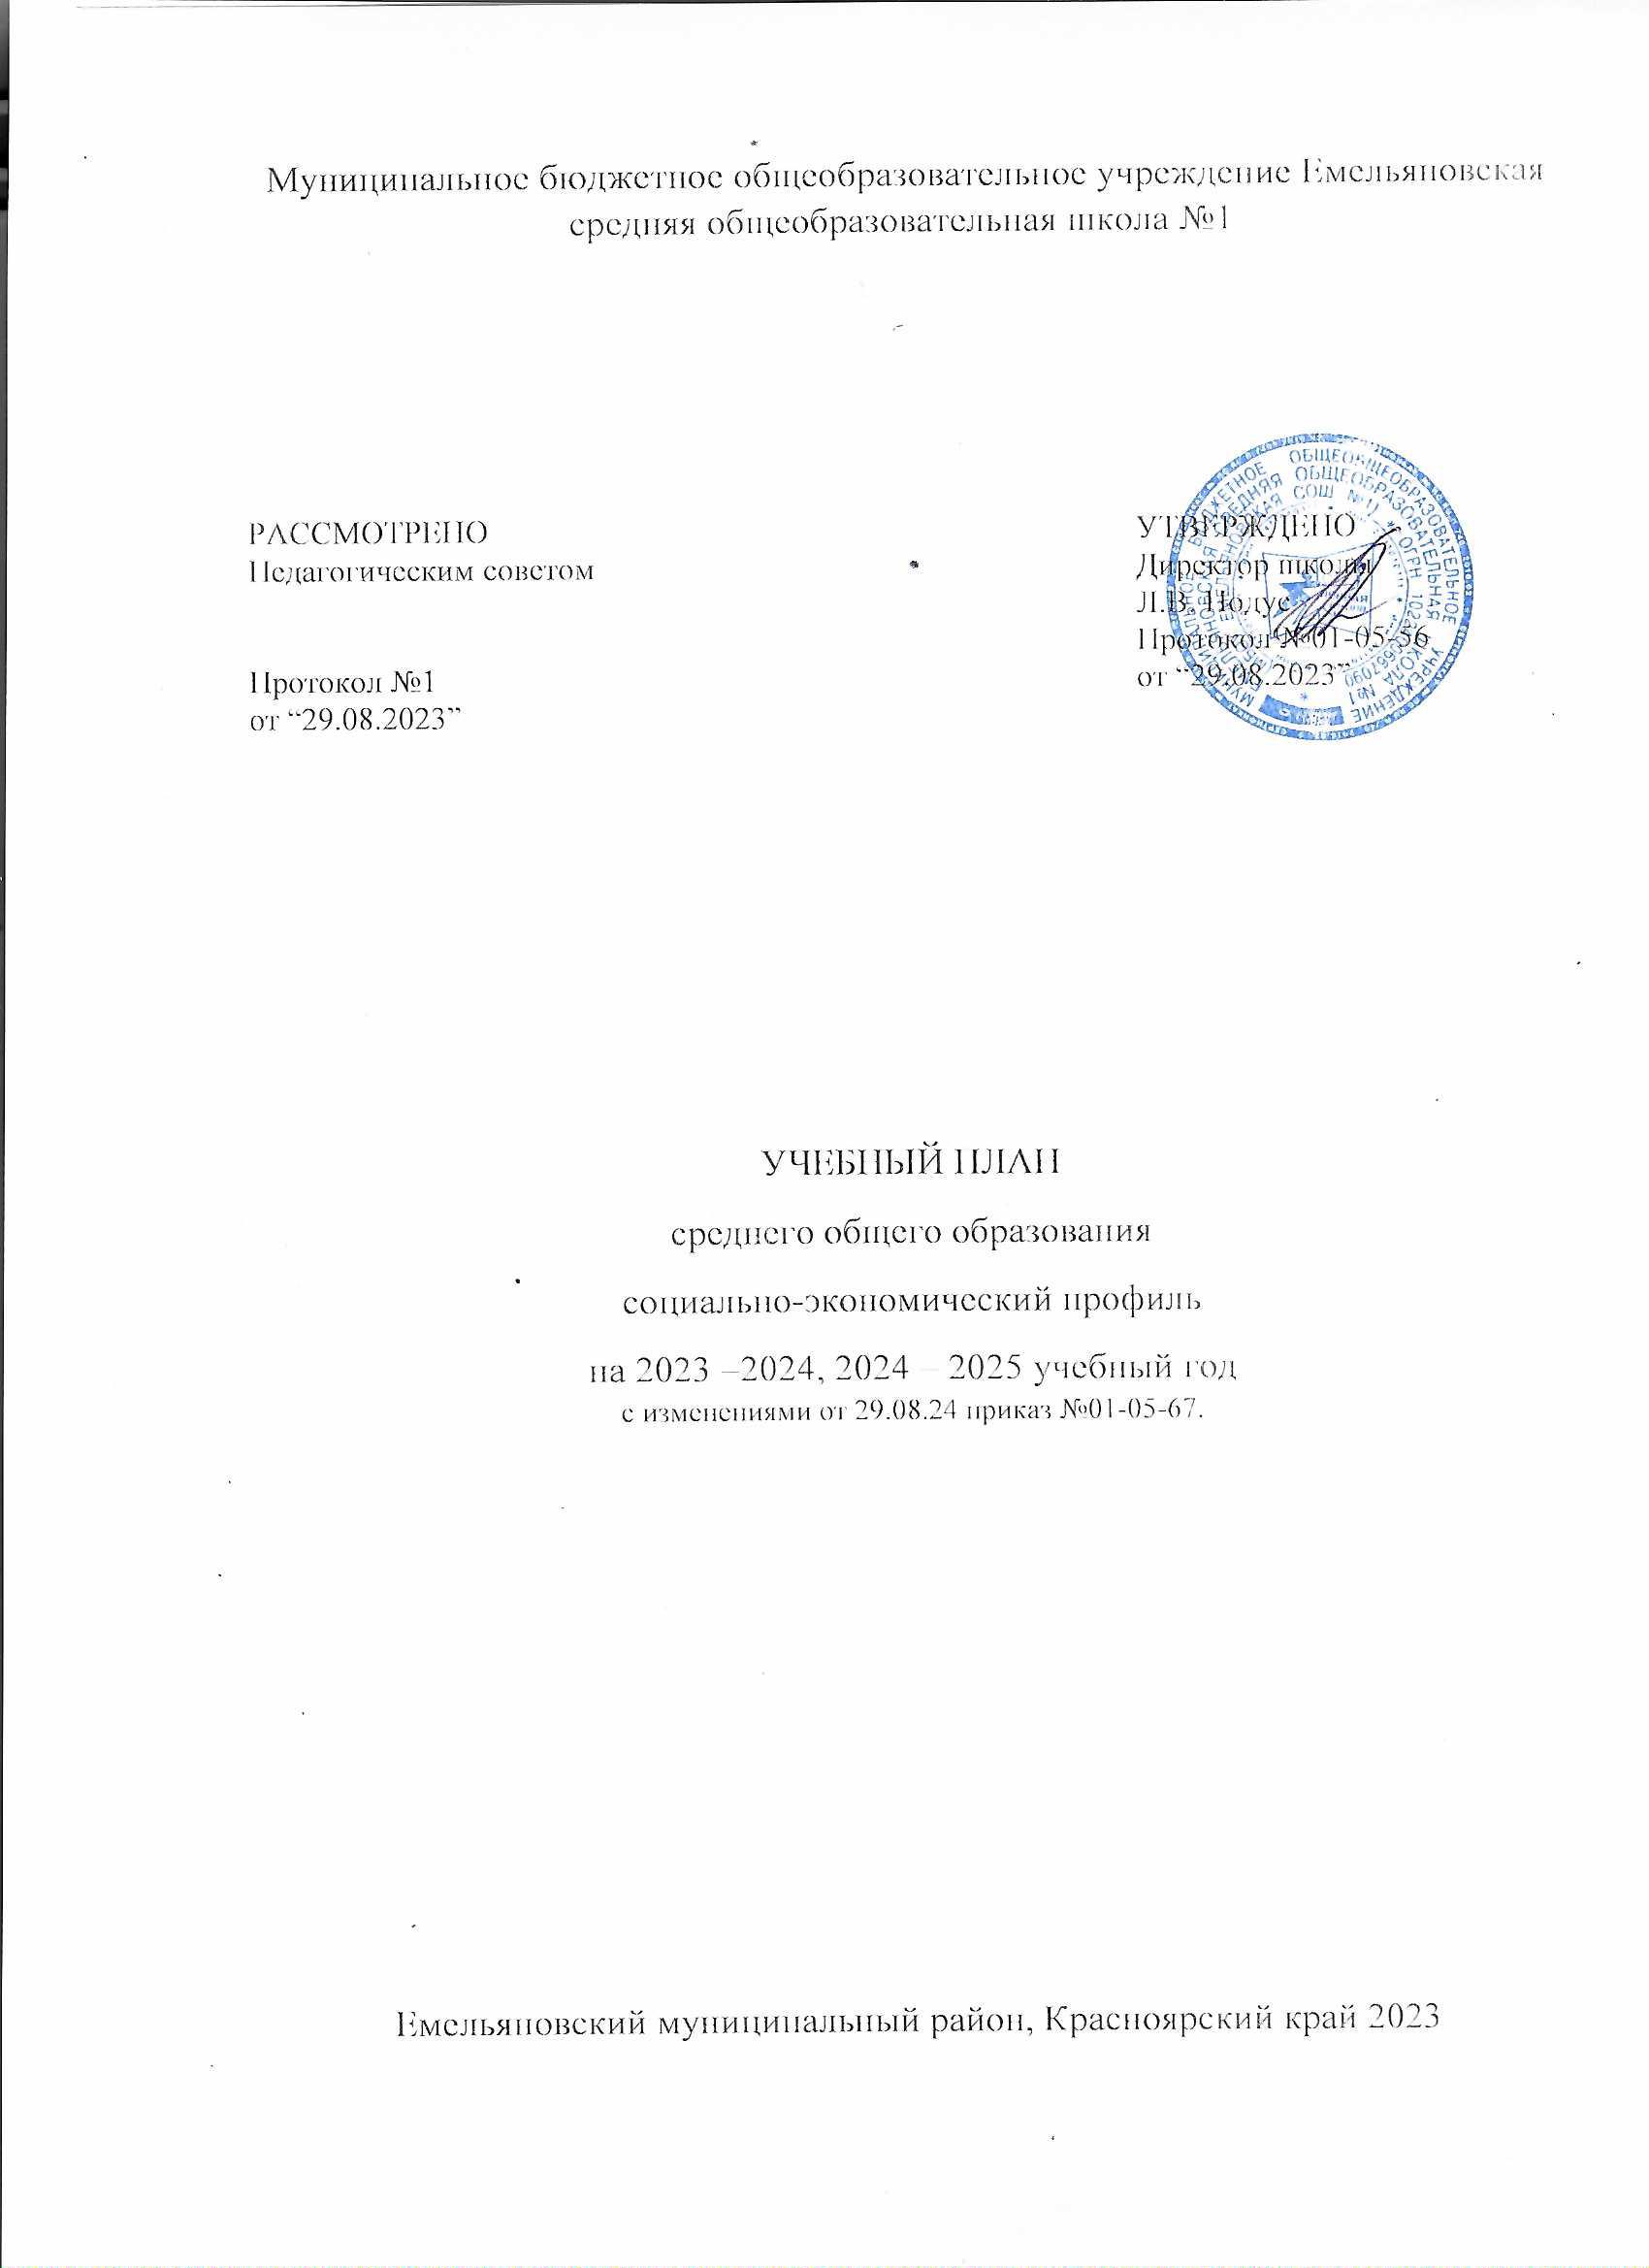 Муниципальное бюджетное общеобразовательное учреждение Емельяновская
средняя общеобразовательная школа №1
РАССМОТРЕНО
Педагогическим советом
Протокол №1
от “29.08.2023”
УТВЕРЖДЕНО
Директор школы
Л.В.
Протокол №01-05-56
от “29.08.2023”
УЧЕБНЫЙ ПЛАН
среднего общего образования
социально-экономический профиль
на 2023 –2024, 2024 – 2025 учебный год
с изменениями от 29.08.24 приказ №01-05-67.
Емельяновский муниципальный район, Красноярский край 2023